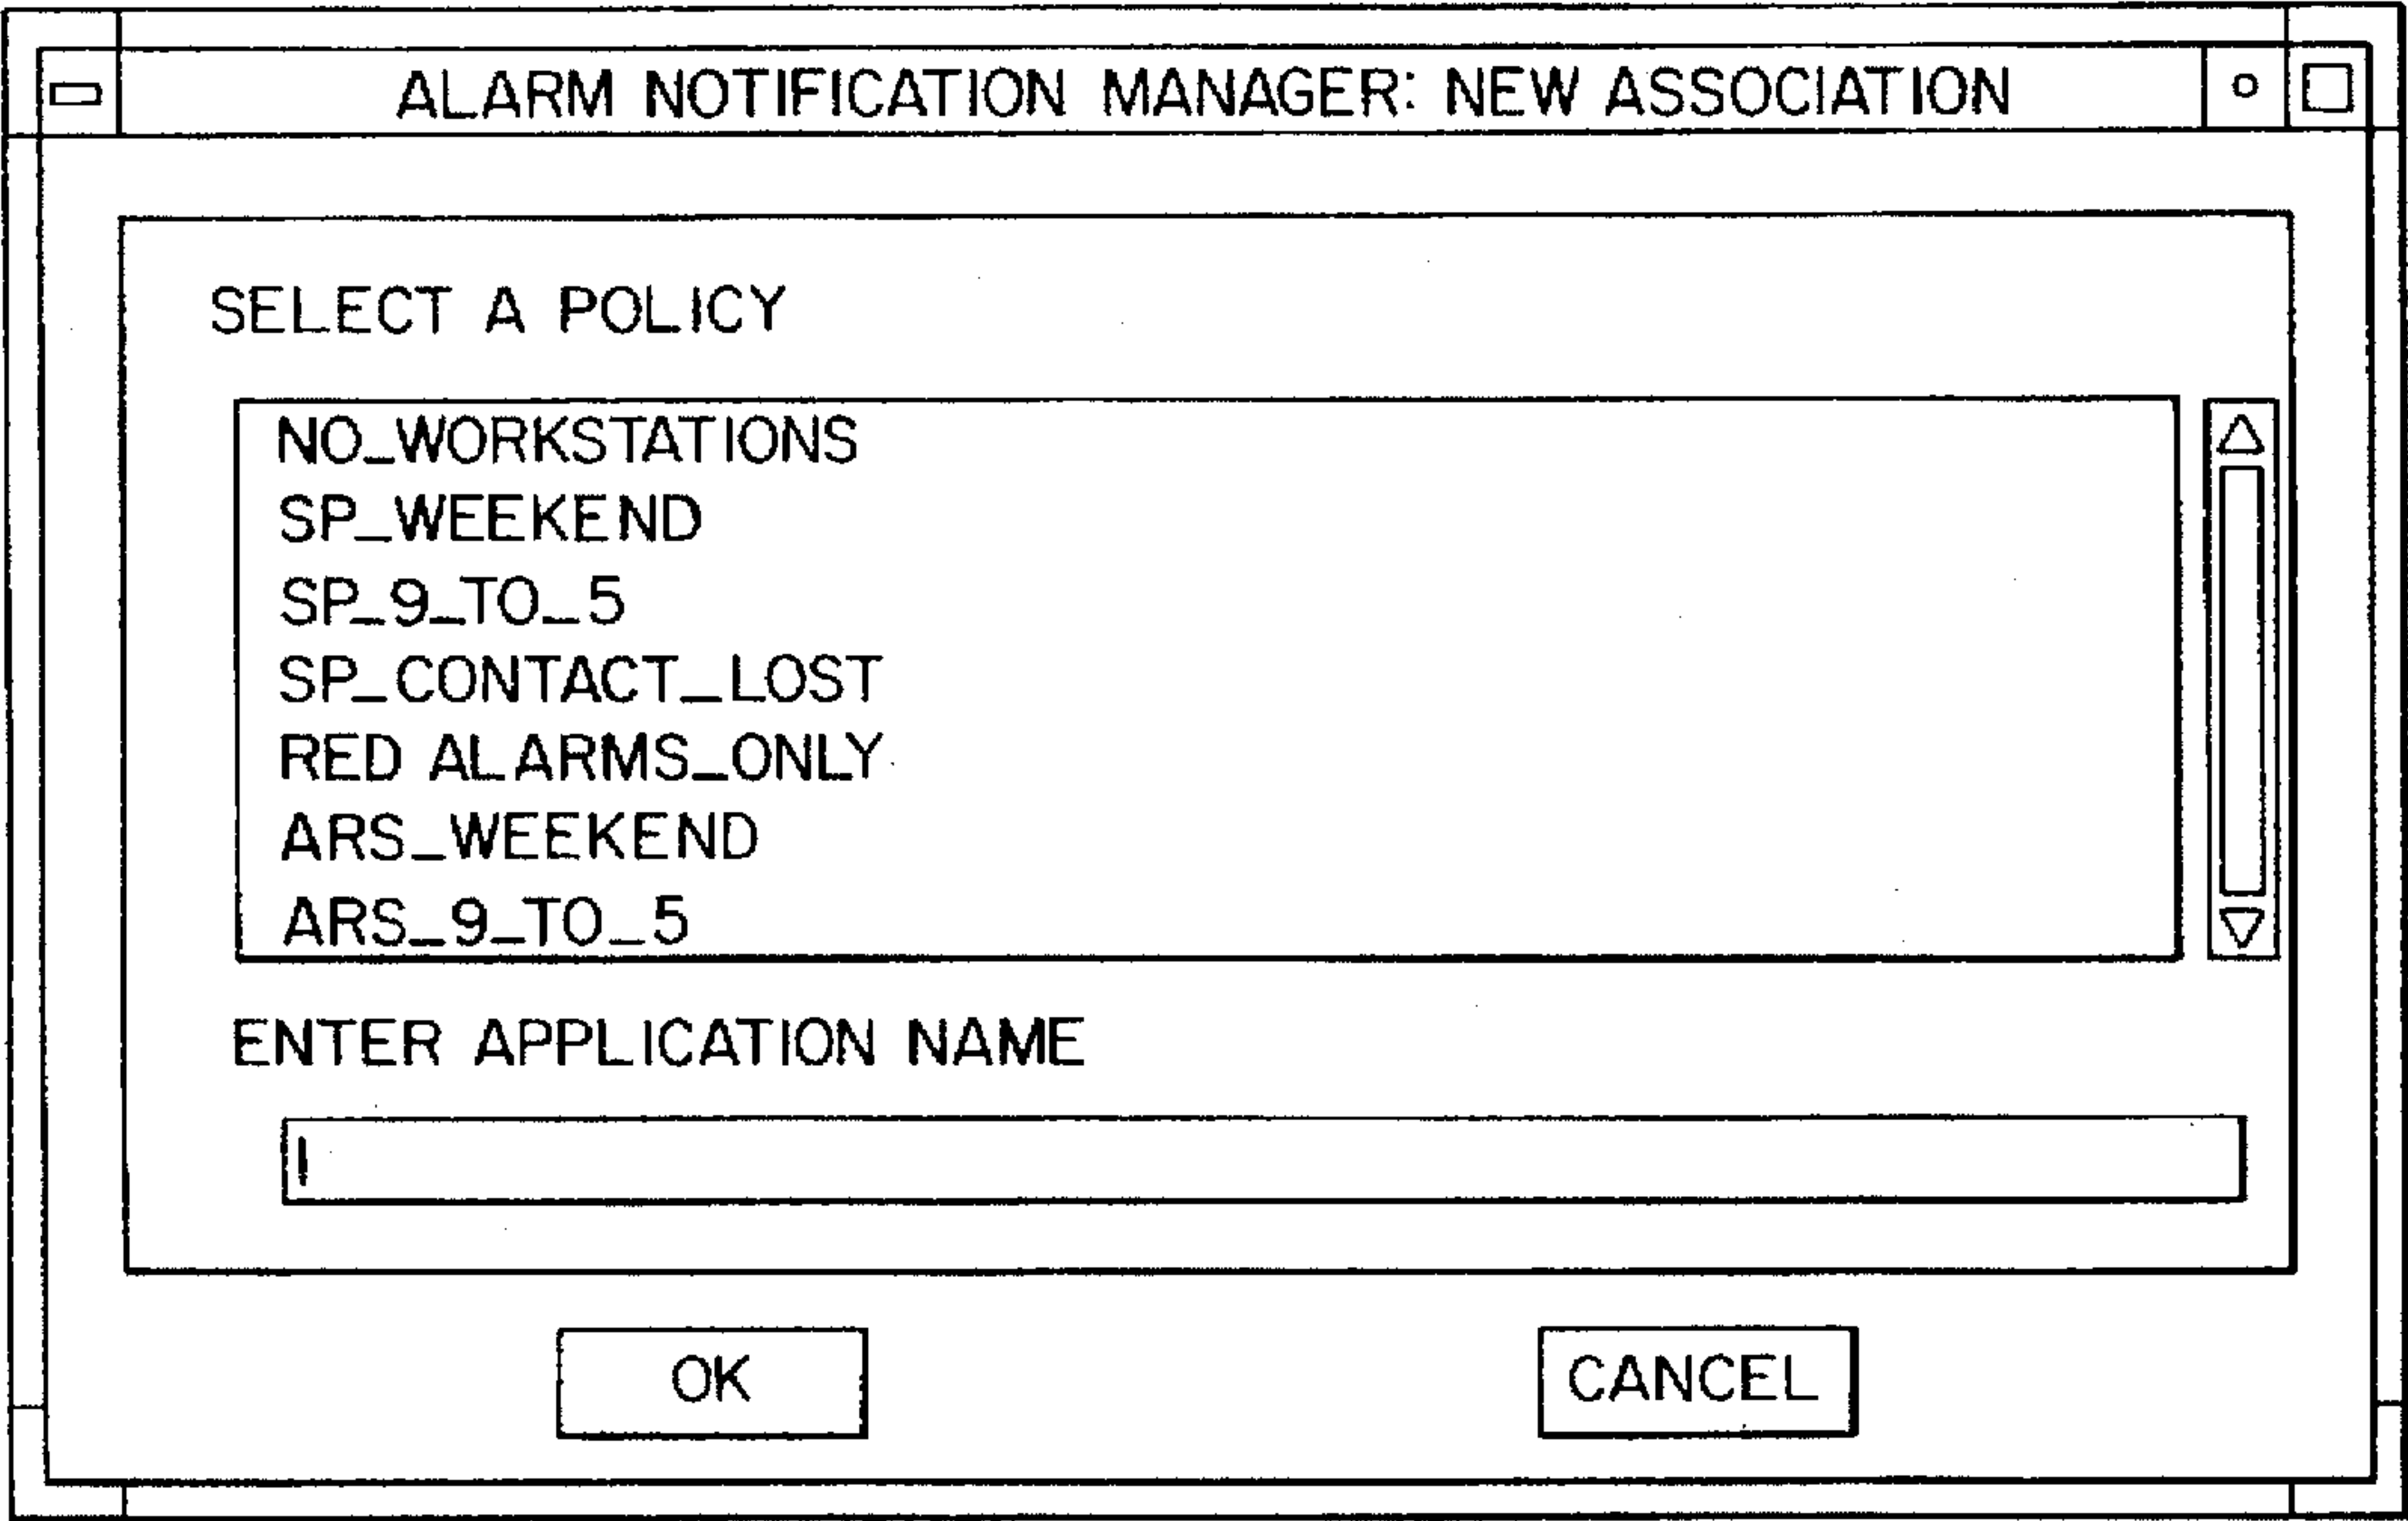 ALARM NOTIFICATION MANAGER: NEW ASSOCIATION
SELECT A POLICY
NO_WORKSTATIONS
SP_WEEKEND
SP_9_TO_5
SP_CONTACT_LOST
RED ALARMS_ONLY
ARS_WEEKEND
ARS_9_TO_5
ENTER APPLICATION NAME
OK
CANCEL